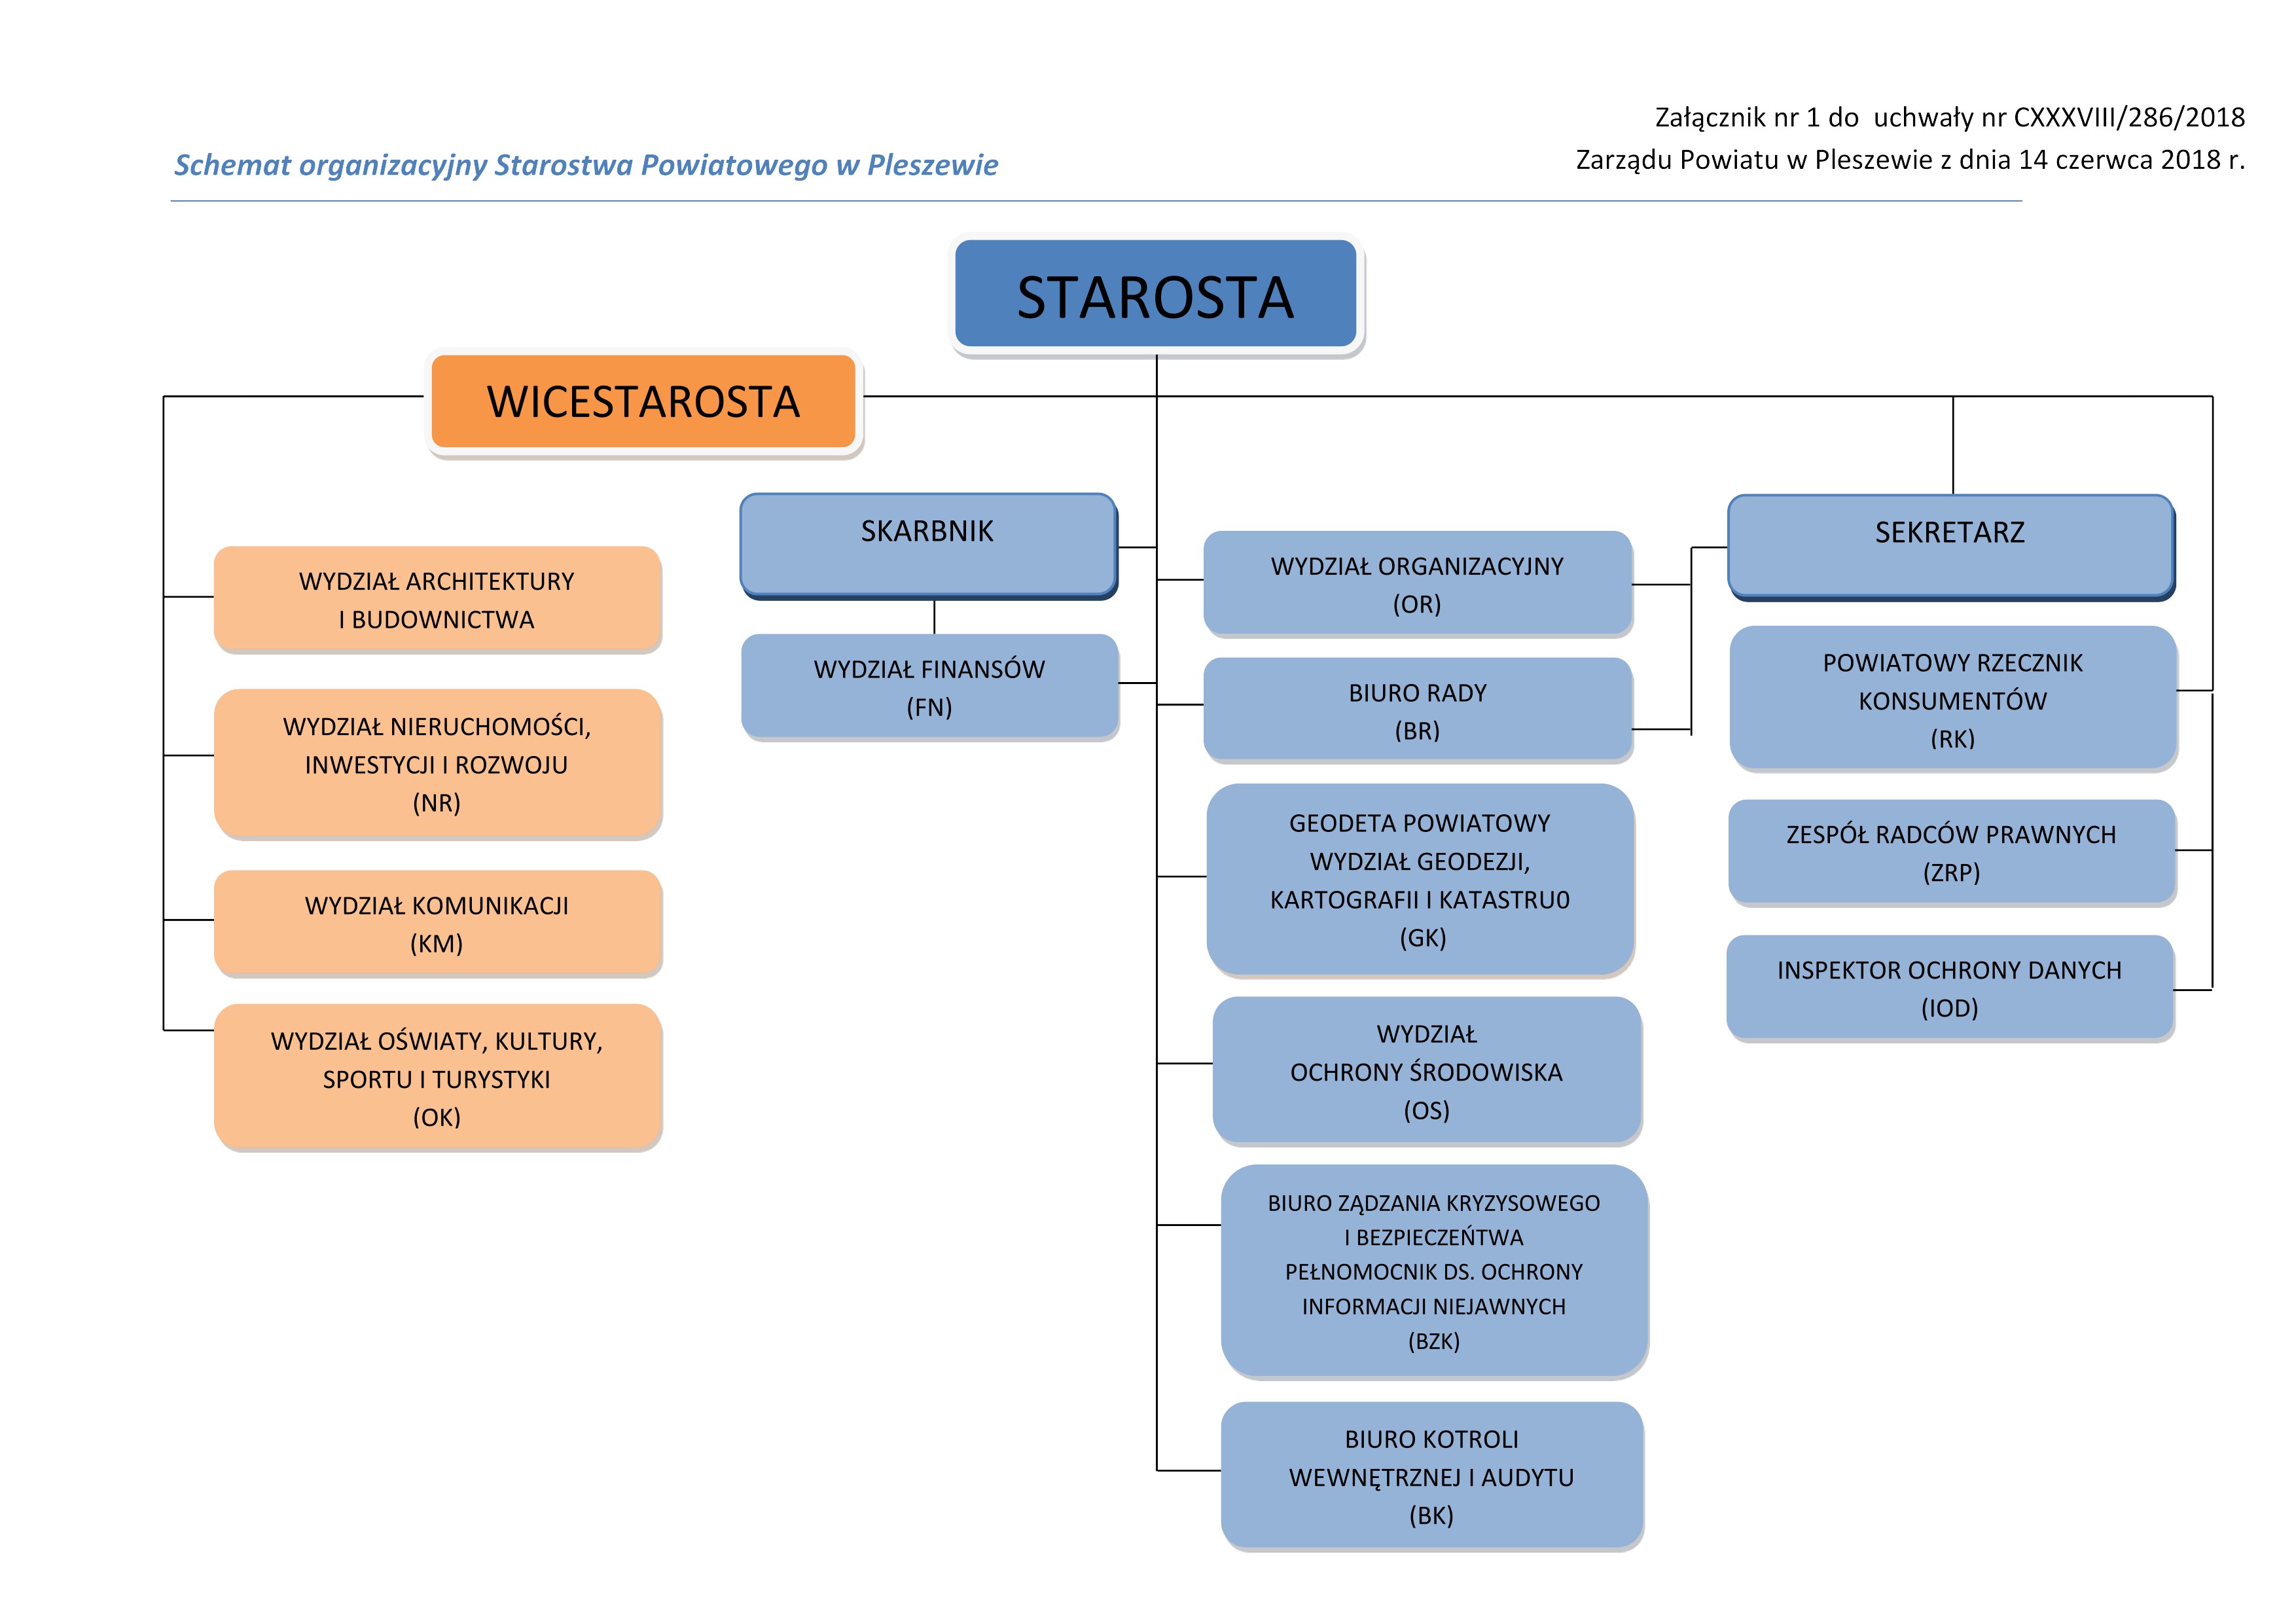 Załącznik nr 1 do  uchwały nr CXXXVIII/286/2018
Zarządu Powiatu w Pleszewie z dnia 14 czerwca 2018 r.
Schemat organizacyjny Starostwa Powiatowego w Pleszewie
STAROSTA
WICESTAROSTA
WYDZIAŁ ARCHITEKTURY
I BUDOWNICTWA
WYDZIAŁ NIERUCHOMOŚCI,
INWESTYCJI I ROZWOJU
(NR)
WYDZIAŁ KOMUNIKACJI
(KM)
WYDZIAŁ OŚWIATY, KULTURY,
SPORTU I TURYSTYKI
(OK)
SKARBNIK
WYDZIAŁ FINANSÓW
(FN)
WYDZIAŁ ORGANIZACYJNY
(OR)
BIURO RADY
(BR)
GEODETA POWIATOWY
WYDZIAŁ GEODEZJI,
KARTOGRAFII I KATASTRU0
(GK)
WYDZIAŁ
OCHRONY ŚRODOWISKA
(OS)
BIURO ZĄDZANIA KRYZYSOWEGO
I BEZPIECZEŃTWA
PEŁNOMOCNIK DS. OCHRONY
INFORMACJI NIEJAWNYCH
(BZK)
BIURO KOTROLI
WEWNĘTRZNEJ I AUDYTU
(BK)
SEKRETARZ
POWIATOWY RZECZNIK
KONSUMENTÓW
(RK)
ZESPÓŁ RADCÓW PRAWNYCH
(ZRP)
INSPEKTOR OCHRONY DANYCH
(IOD)